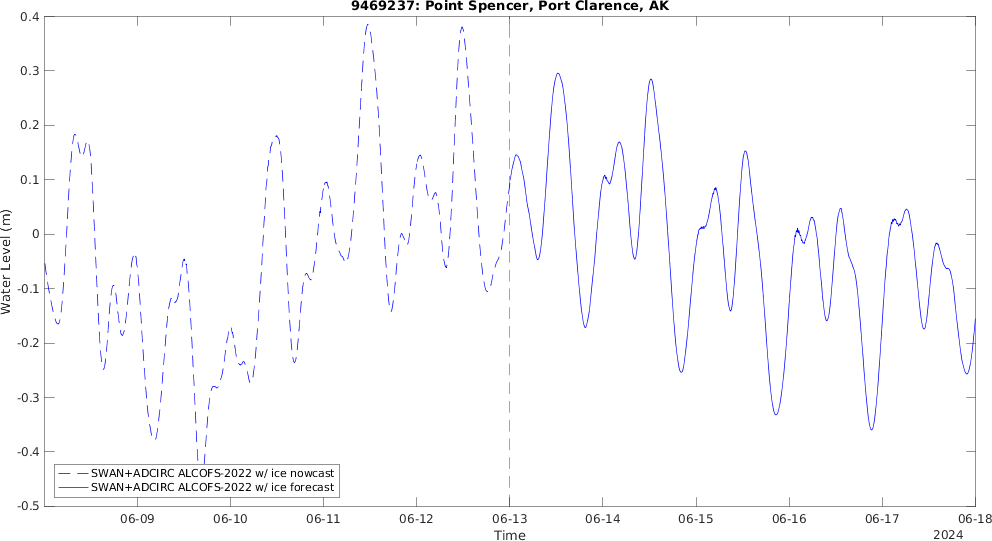 9469237: Point Spencer, Port Clarence, AK
0.4
0.3
0.2
0.1
0
-0.1
-0.2
-0.3
-0.4
-0.5
Water Level (m)
SWAN+ADCIRC ALCOFS-2022 w/ ice nowcast
SWAN+ADCIRC ALCOFS-2022 w/ ice forecast
06-09 06-10 06-11 06-12 06-13 06-14 06-15 06-16 06-17 06-18
Time
2024